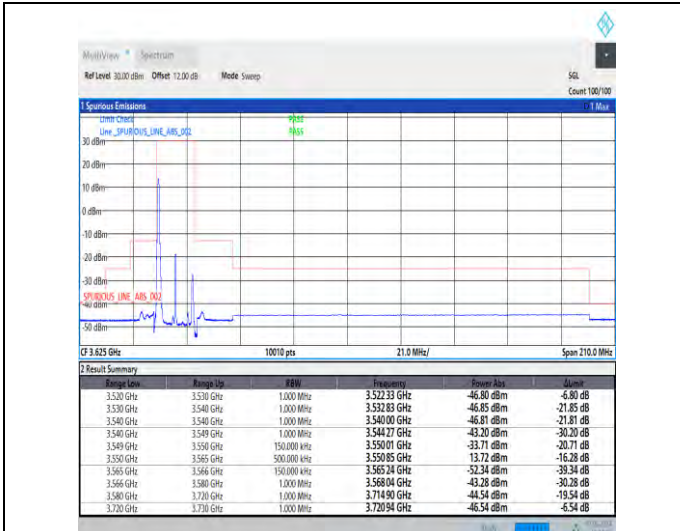 MultiView Spectrum
Ref Level 30.00 dBm Offset 12.00 dB Mode Sweep SGL
Count 100/100
1 Spurious Emissions 1 Max
Limit Check PASS
Line _SPURIOUS_LINE_ABS_002 PASS
30 dBm
20 dBm
10 dBm
0 dBm
-10 dBm
-20 dBm
-30 dBm
_SPURIOUS_LINE_ABS_002
-40 dBm
-50 dBm
CF 3.625 GHz 10010 pts 21.0 MHz/ Span 210.0 MHz
2 Result Summary
Range Low Range Up RBW Frequency Power Abs ΔLimit
3.520 GHz 3.530 GHz 1.000 MHz 3.522 33 GHz -46.80 dBm -6.80 dB
3.530 GHz 3.540 GHz 1.000 MHz 3.532 83 GHz -46.85 dBm -21.85 dB
3.540 GHz 3.540 GHz 1.000 MHz 3.540 00 GHz -46.81 dBm -21.81 dB
3.540 GHz 3.549 GHz 1.000 MHz 3.544 27 GHz -43.20 dBm -30.20 dB
3.549 GHz 3.550 GHz 150.000 kHz 3.550 01 GHz -33.71 dBm -20.71 dB
3.550 GHz 3.565 GHz 500.000 kHz 3.550 85 GHz 13.72 dBm -16.28 dB
3.565 GHz 3.566 GHz 150.000 kHz 3.565 24 GHz -52.34 dBm -39.34 dB
3.566 GHz 3.580 GHz 1.000 MHz 3.568 04 GHz -43.28 dBm -30.28 dB
3.580 GHz 3.720 GHz 1.000 MHz 3.714 90 GHz -44.54 dBm -19.54 dB
3.720 GHz 3.730 GHz 1.000 MHz 3.720 94 GHz -46.54 dBm -6.54 dB